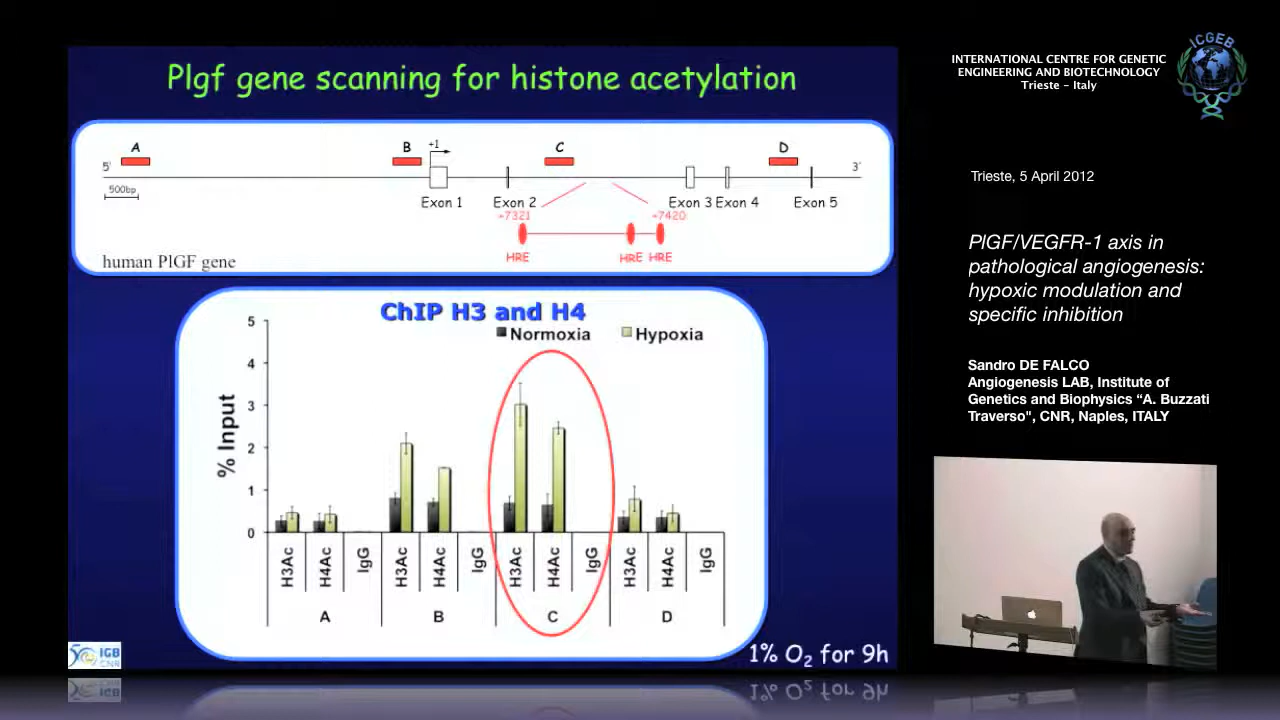 Plgf gene scanning for histone acetylation
A
B
+1
C
D
5'
3'
500bp
Exon 1
Exon 2
Exon 3
Exon 4
Exon 5
+7321
+7420
HRE
HRE
HRE
human PlGF gene
ChIP H3 and H4
Normoxia
Hypoxia
% Input
5
4
3
2
1
0
H3Ac
H4Ac
IgG
H3Ac
H4Ac
IgG
H3Ac
H4Ac
IgG
H3Ac
H4Ac
IgG
A
B
C
D
1% O2 for 9h
50 IGB
CNR
INTERNATIONAL CENTRE FOR GENETIC
ENGINEERING AND BIOTECHNOLOGY
Trieste - Italy
ICGEB
Trieste, 5 April 2012
PlGF/VEGFR-1 axis in
pathological angiogenesis:
hypoxic modulation and
specific inhibition
Sandro DE FALCO
Angiogenesis LAB, Institute of
Genetics and Biophysics “A. Buzzati
Traverso", CNR, Naples, ITALY